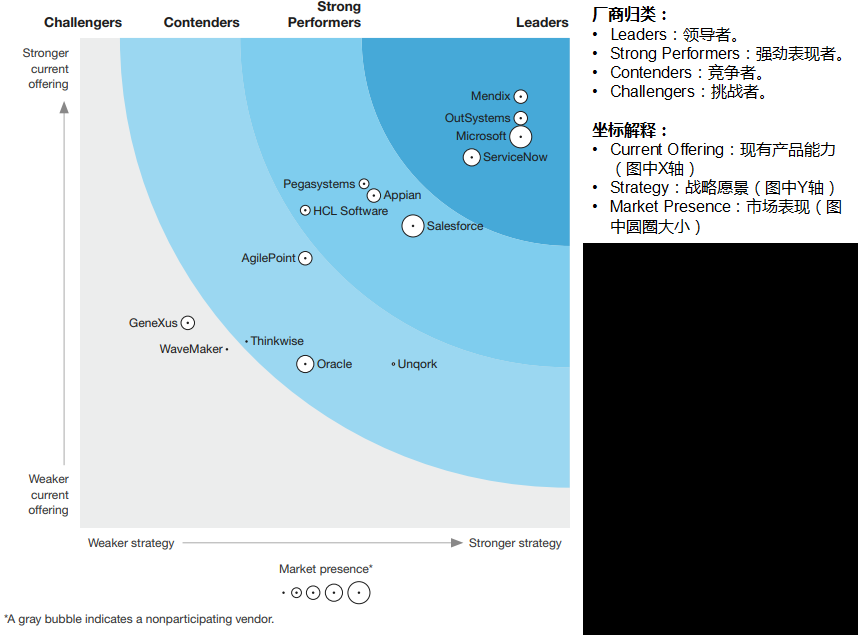 Challengers
Contenders
Strong
Performers
Leaders
Stronger
current
offering
Mendix
OutSystems
Microsoft
ServiceNow
Pegasystems
Appian
HCL Software
Salesforce
AgilePoint
GeneXus
Thinkwise
WaveMaker
Oracle
Unqork
Weaker
current
offering
Weaker strategy
Stronger strategy
Market presence*
*A gray bubble indicates a nonparticipating vendor.
厂商归类：
• Leaders：领导者。
• Strong Performers：强劲表现者。
• Contenders：竞争者。
• Challengers：挑战者。
坐标解释：
• Current Offering：现有产品能力
（图中X轴）
• Strategy：战略愿景（图中Y轴）
• Market Presence：市场表现（图
中圆圈大小）